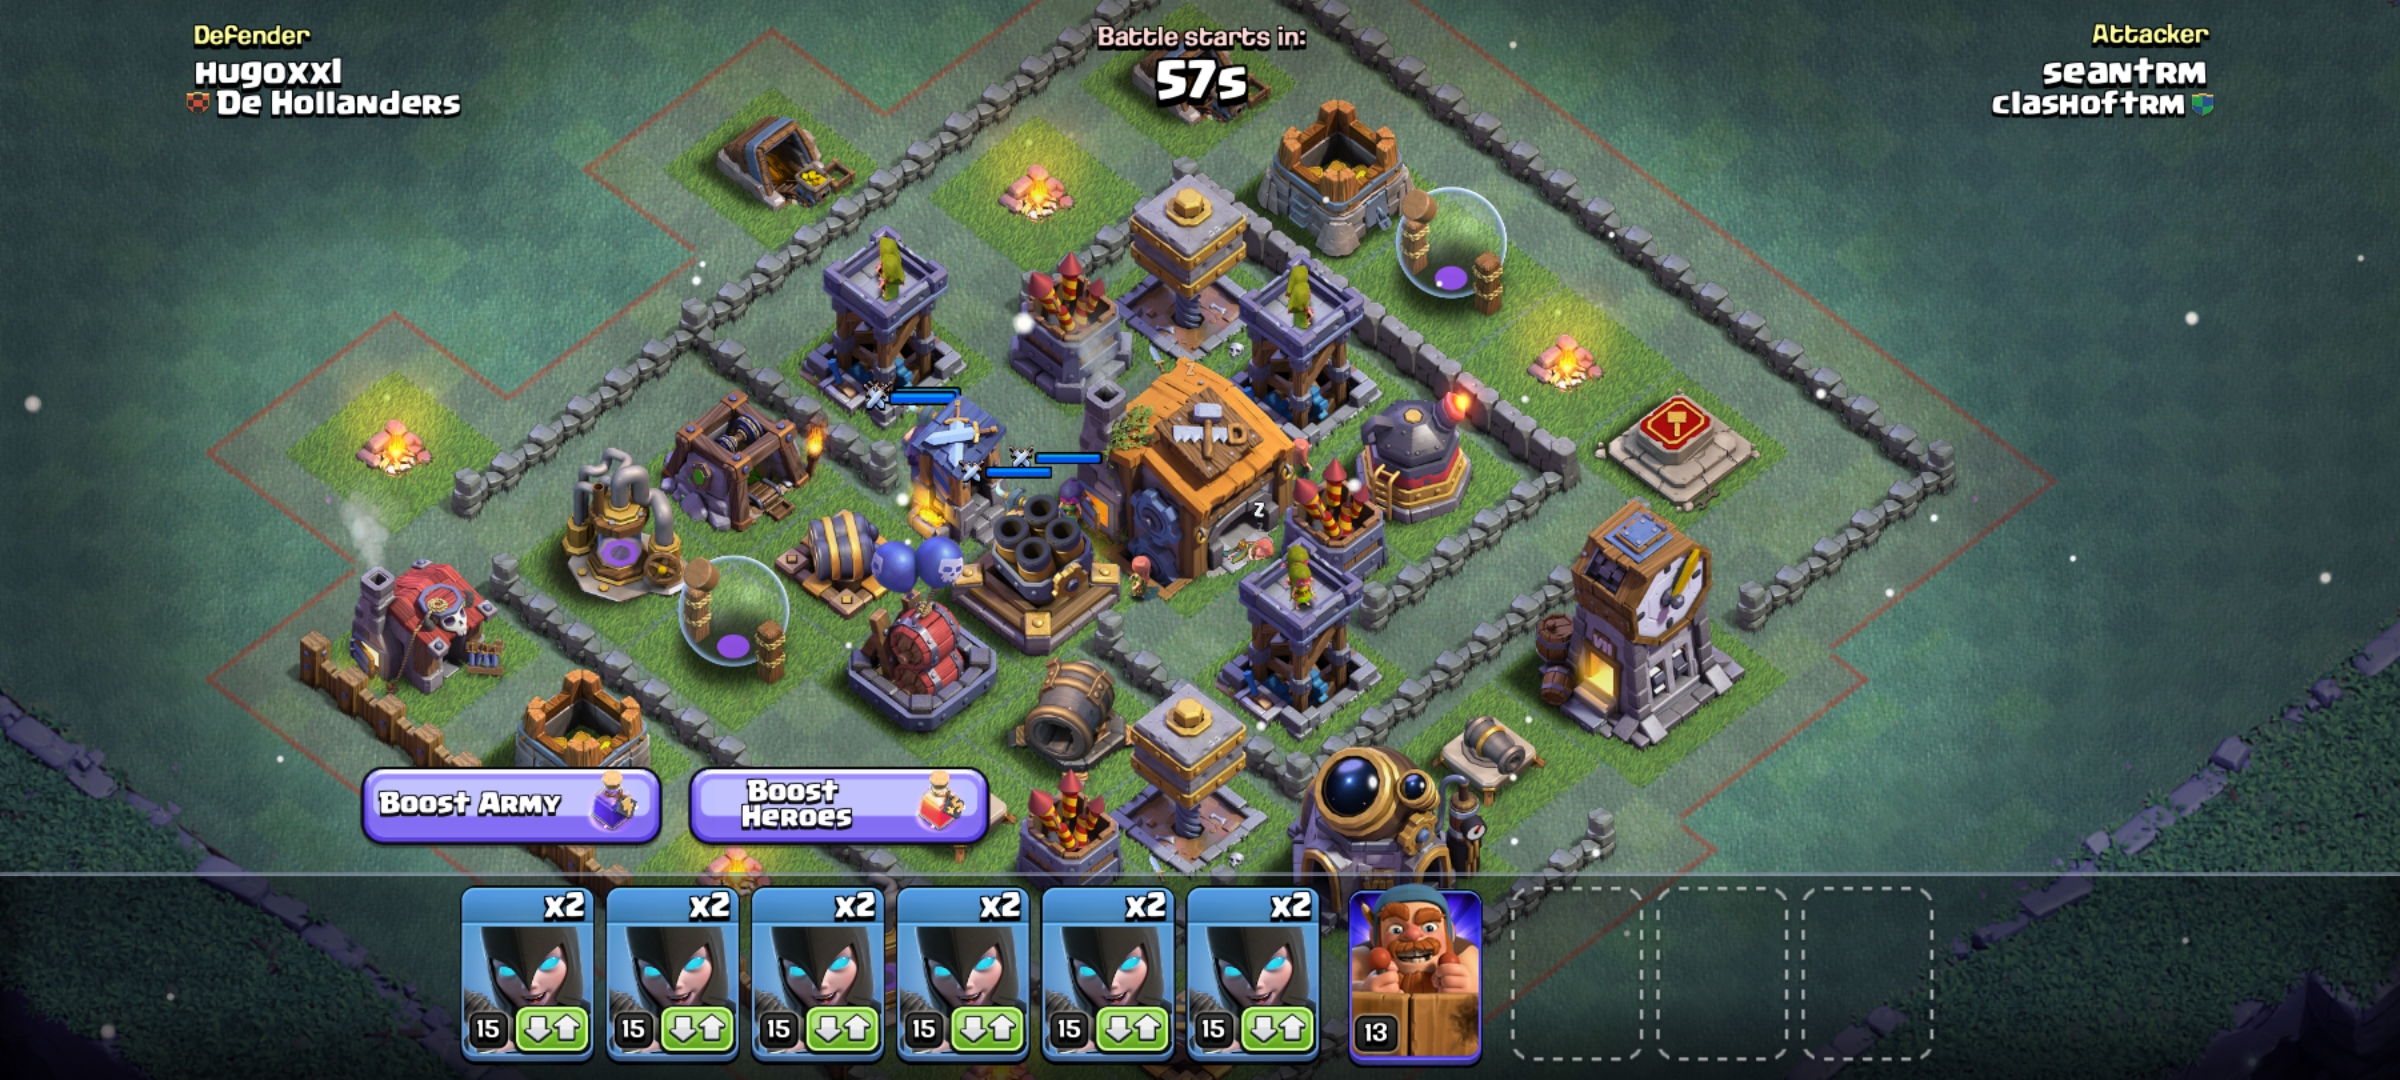 Defender
Hugoxxl
De Hollanders
Battle starts in:
57s
Attacker
seantRM
clashoftRM
z
D
z
VII
Boost Army
Boost
Heroes
x2
x2
x2
x2
x2
x2
15
15
15
15
15
15
13